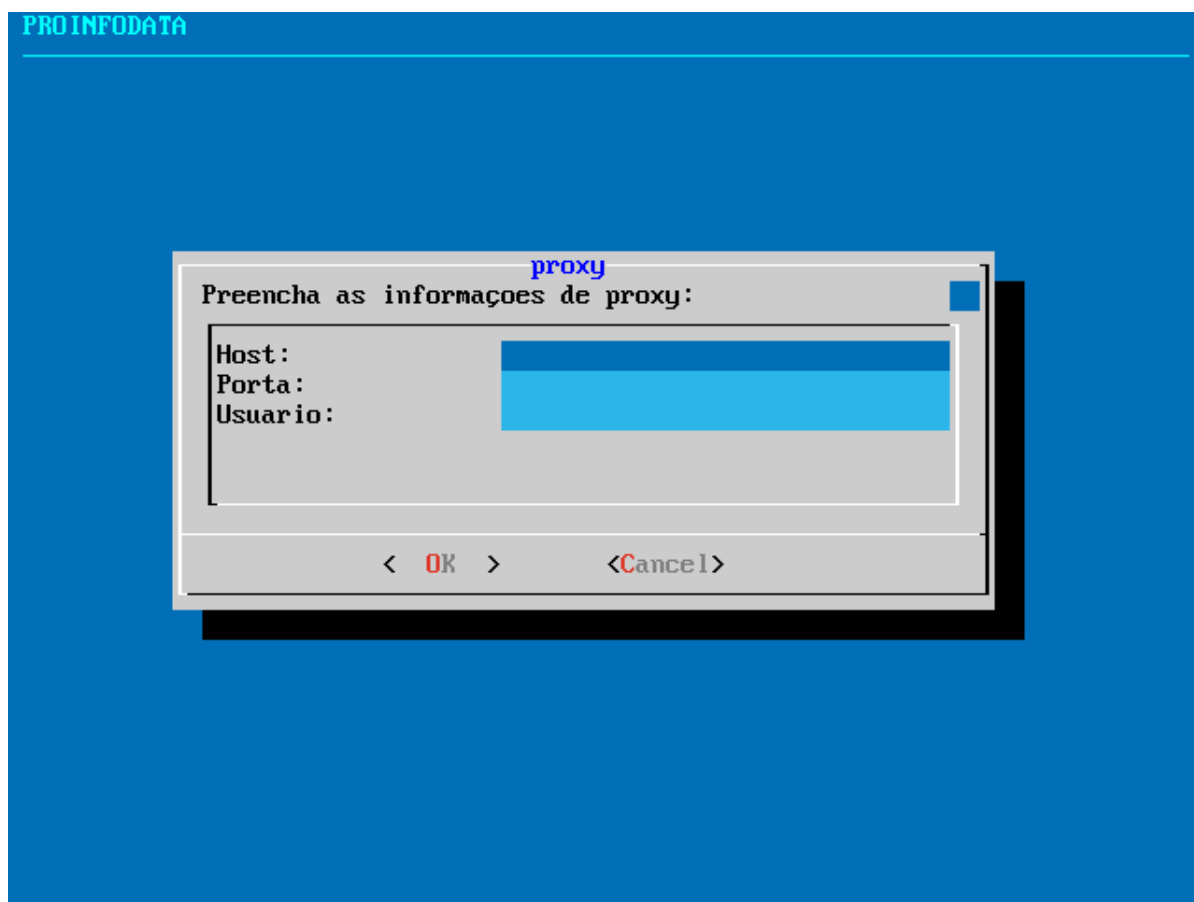 PROINFODATA
proxy
Preencha as informaçoes de proxy:
Host:
Porta:
Usuario:
< OK > <Cancel>